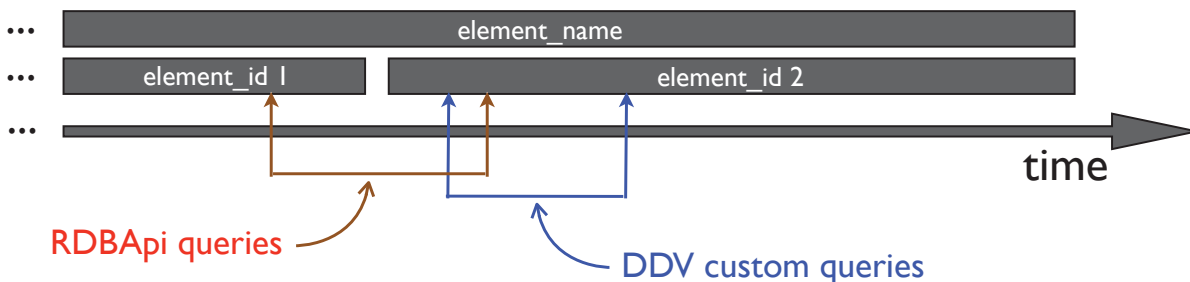 ... element_name
... element_id 1 element_id 2
...
time
RDBApi queries
DDV custom queries